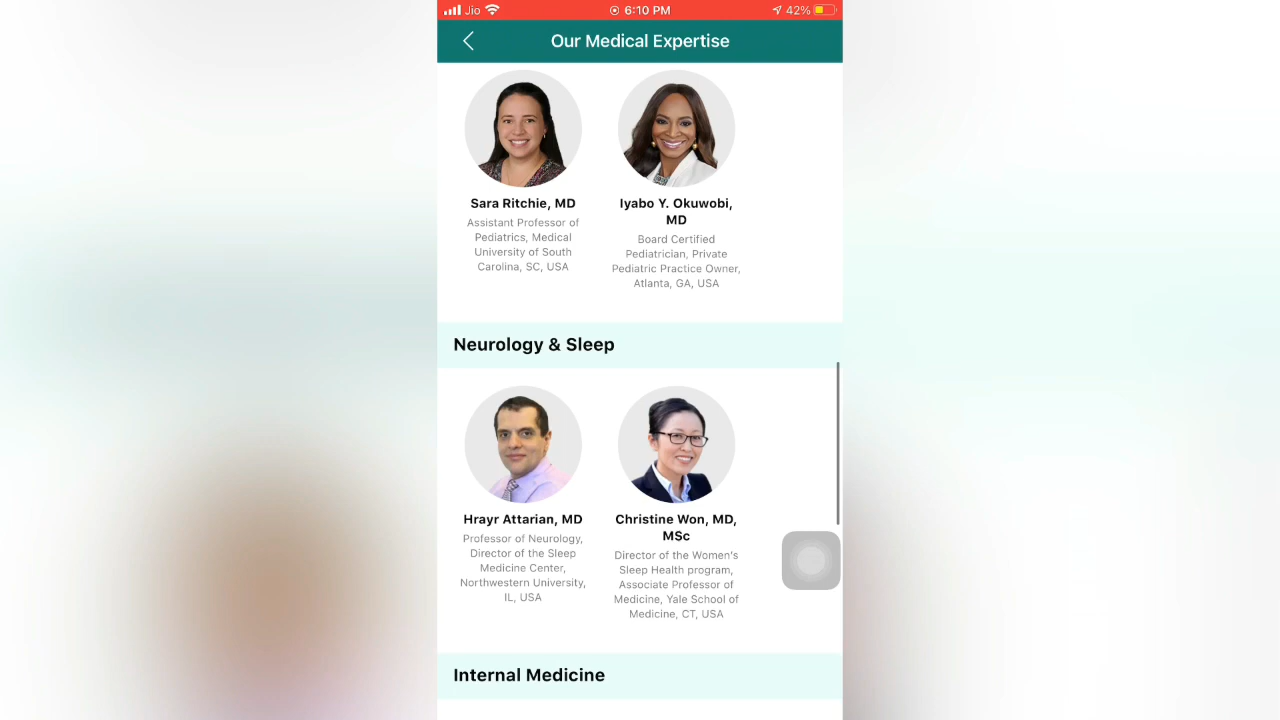 Jio 6:10 PM 42%
Our Medical Expertise
Sara Ritchie, MD
Assistant Professor of
Pediatrics, Medical
University of South
Carolina, SC, USA
Iyabo Y. Okuwobi,
MD
Board Certified
Pediatrician, Private
Pediatric Practice Owner,
Atlanta, GA, USA
Neurology & Sleep
Hrayr Attarian, MD
Professor of Neurology,
Director of the Sleep
Medicine Center,
Northwestern University,
IL, USA
Christine Won, MD,
MSc
Director of the Women's
Sleep Health program,
Associate Professor of
Medicine, Yale School of
Medicine, CT, USA
Internal Medicine